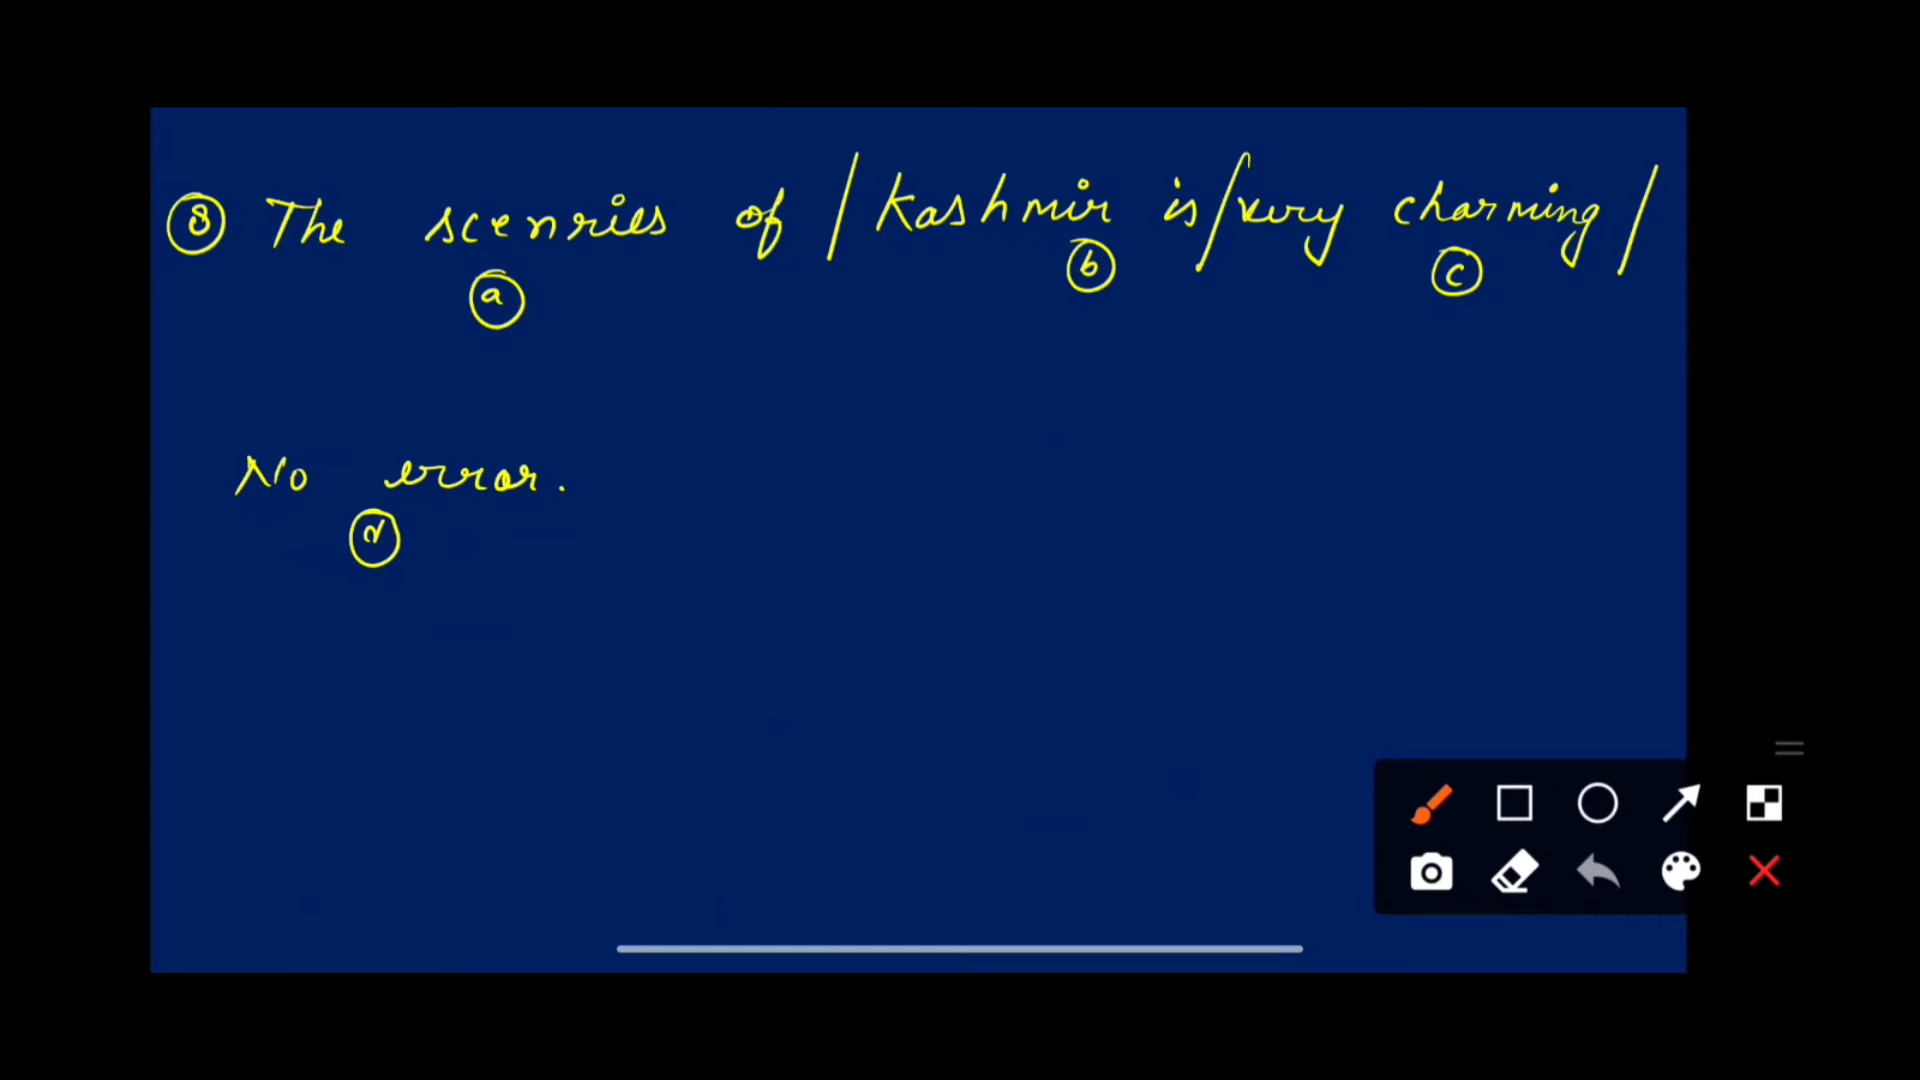 8 The scenries of / Kashmir is / very charming /
a b c
No error.
d